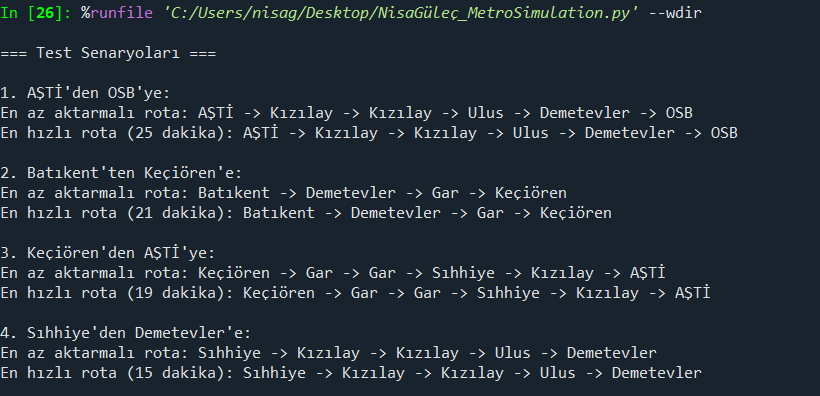 In [26]: %runfile 'C:/Users/nisag/Desktop/NisaGüleç_MetroSimulation.py' --wdir
=== Test Senaryoları ===
1. AŞTİ'den OSB'ye:
En az aktarmalı rota: AŞTİ -> Kızılay -> Kızılay -> Ulus -> Demetevler -> OSB
En hızlı rota (25 dakika): AŞTİ -> Kızılay -> Kızılay -> Ulus -> Demetevler -> OSB
2. Batıkent'ten Keçiören'e:
En az aktarmalı rota: Batıkent -> Demetevler -> Gar -> Keçiören
En hızlı rota (21 dakika): Batıkent -> Demetevler -> Gar -> Keçiören
3. Keçiören'den AŞTİ'ye:
En az aktarmalı rota: Keçiören -> Gar -> Gar -> Sıhhiye -> Kızılay -> AŞTİ
En hızlı rota (19 dakika): Keçiören -> Gar -> Gar -> Sıhhiye -> Kızılay -> AŞTİ
4. Sıhhiye'den Demetevler'e:
En az aktarmalı rota: Sıhhiye -> Kızılay -> Kızılay -> Ulus -> Demetevler
En hızlı rota (15 dakika): Sıhhiye -> Kızılay -> Kızılay -> Ulus -> Demetevler